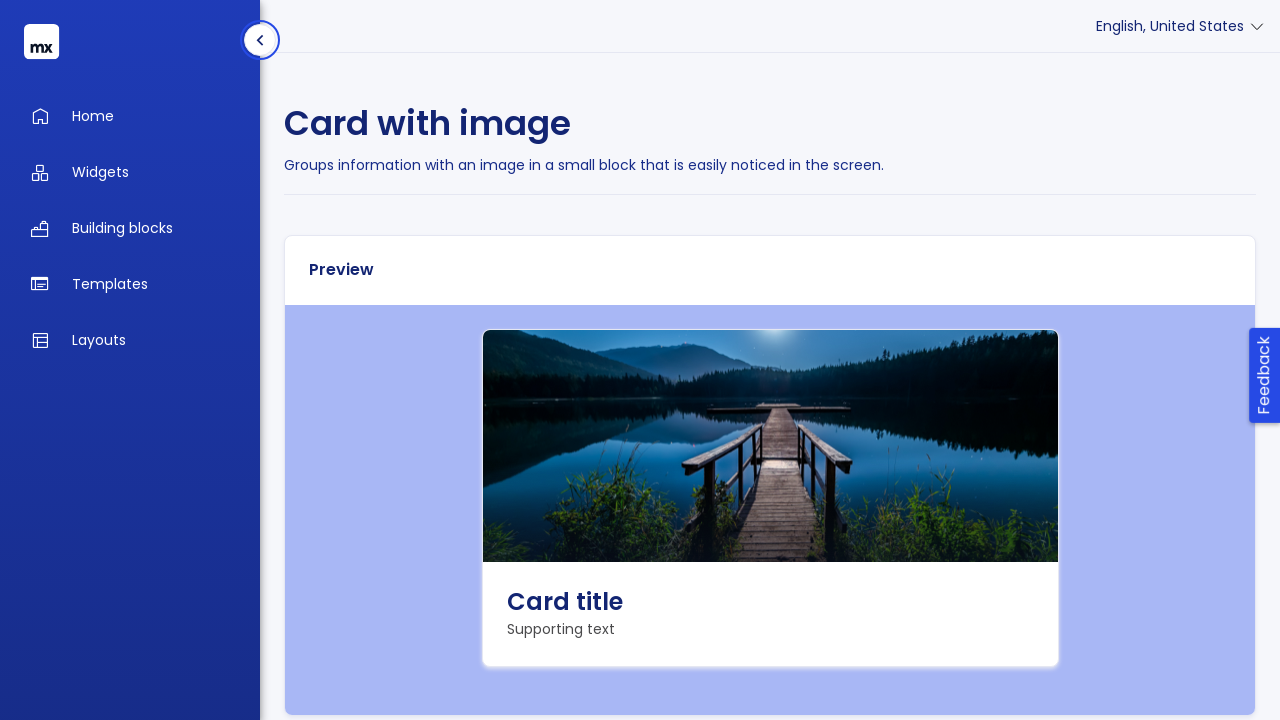 mx
English, United States
Home
Widgets
Building blocks
Templates
Layouts
Card with image
Groups information with an image in a small block that is easily noticed in the screen.
Preview
Feedback
Card title
Supporting text